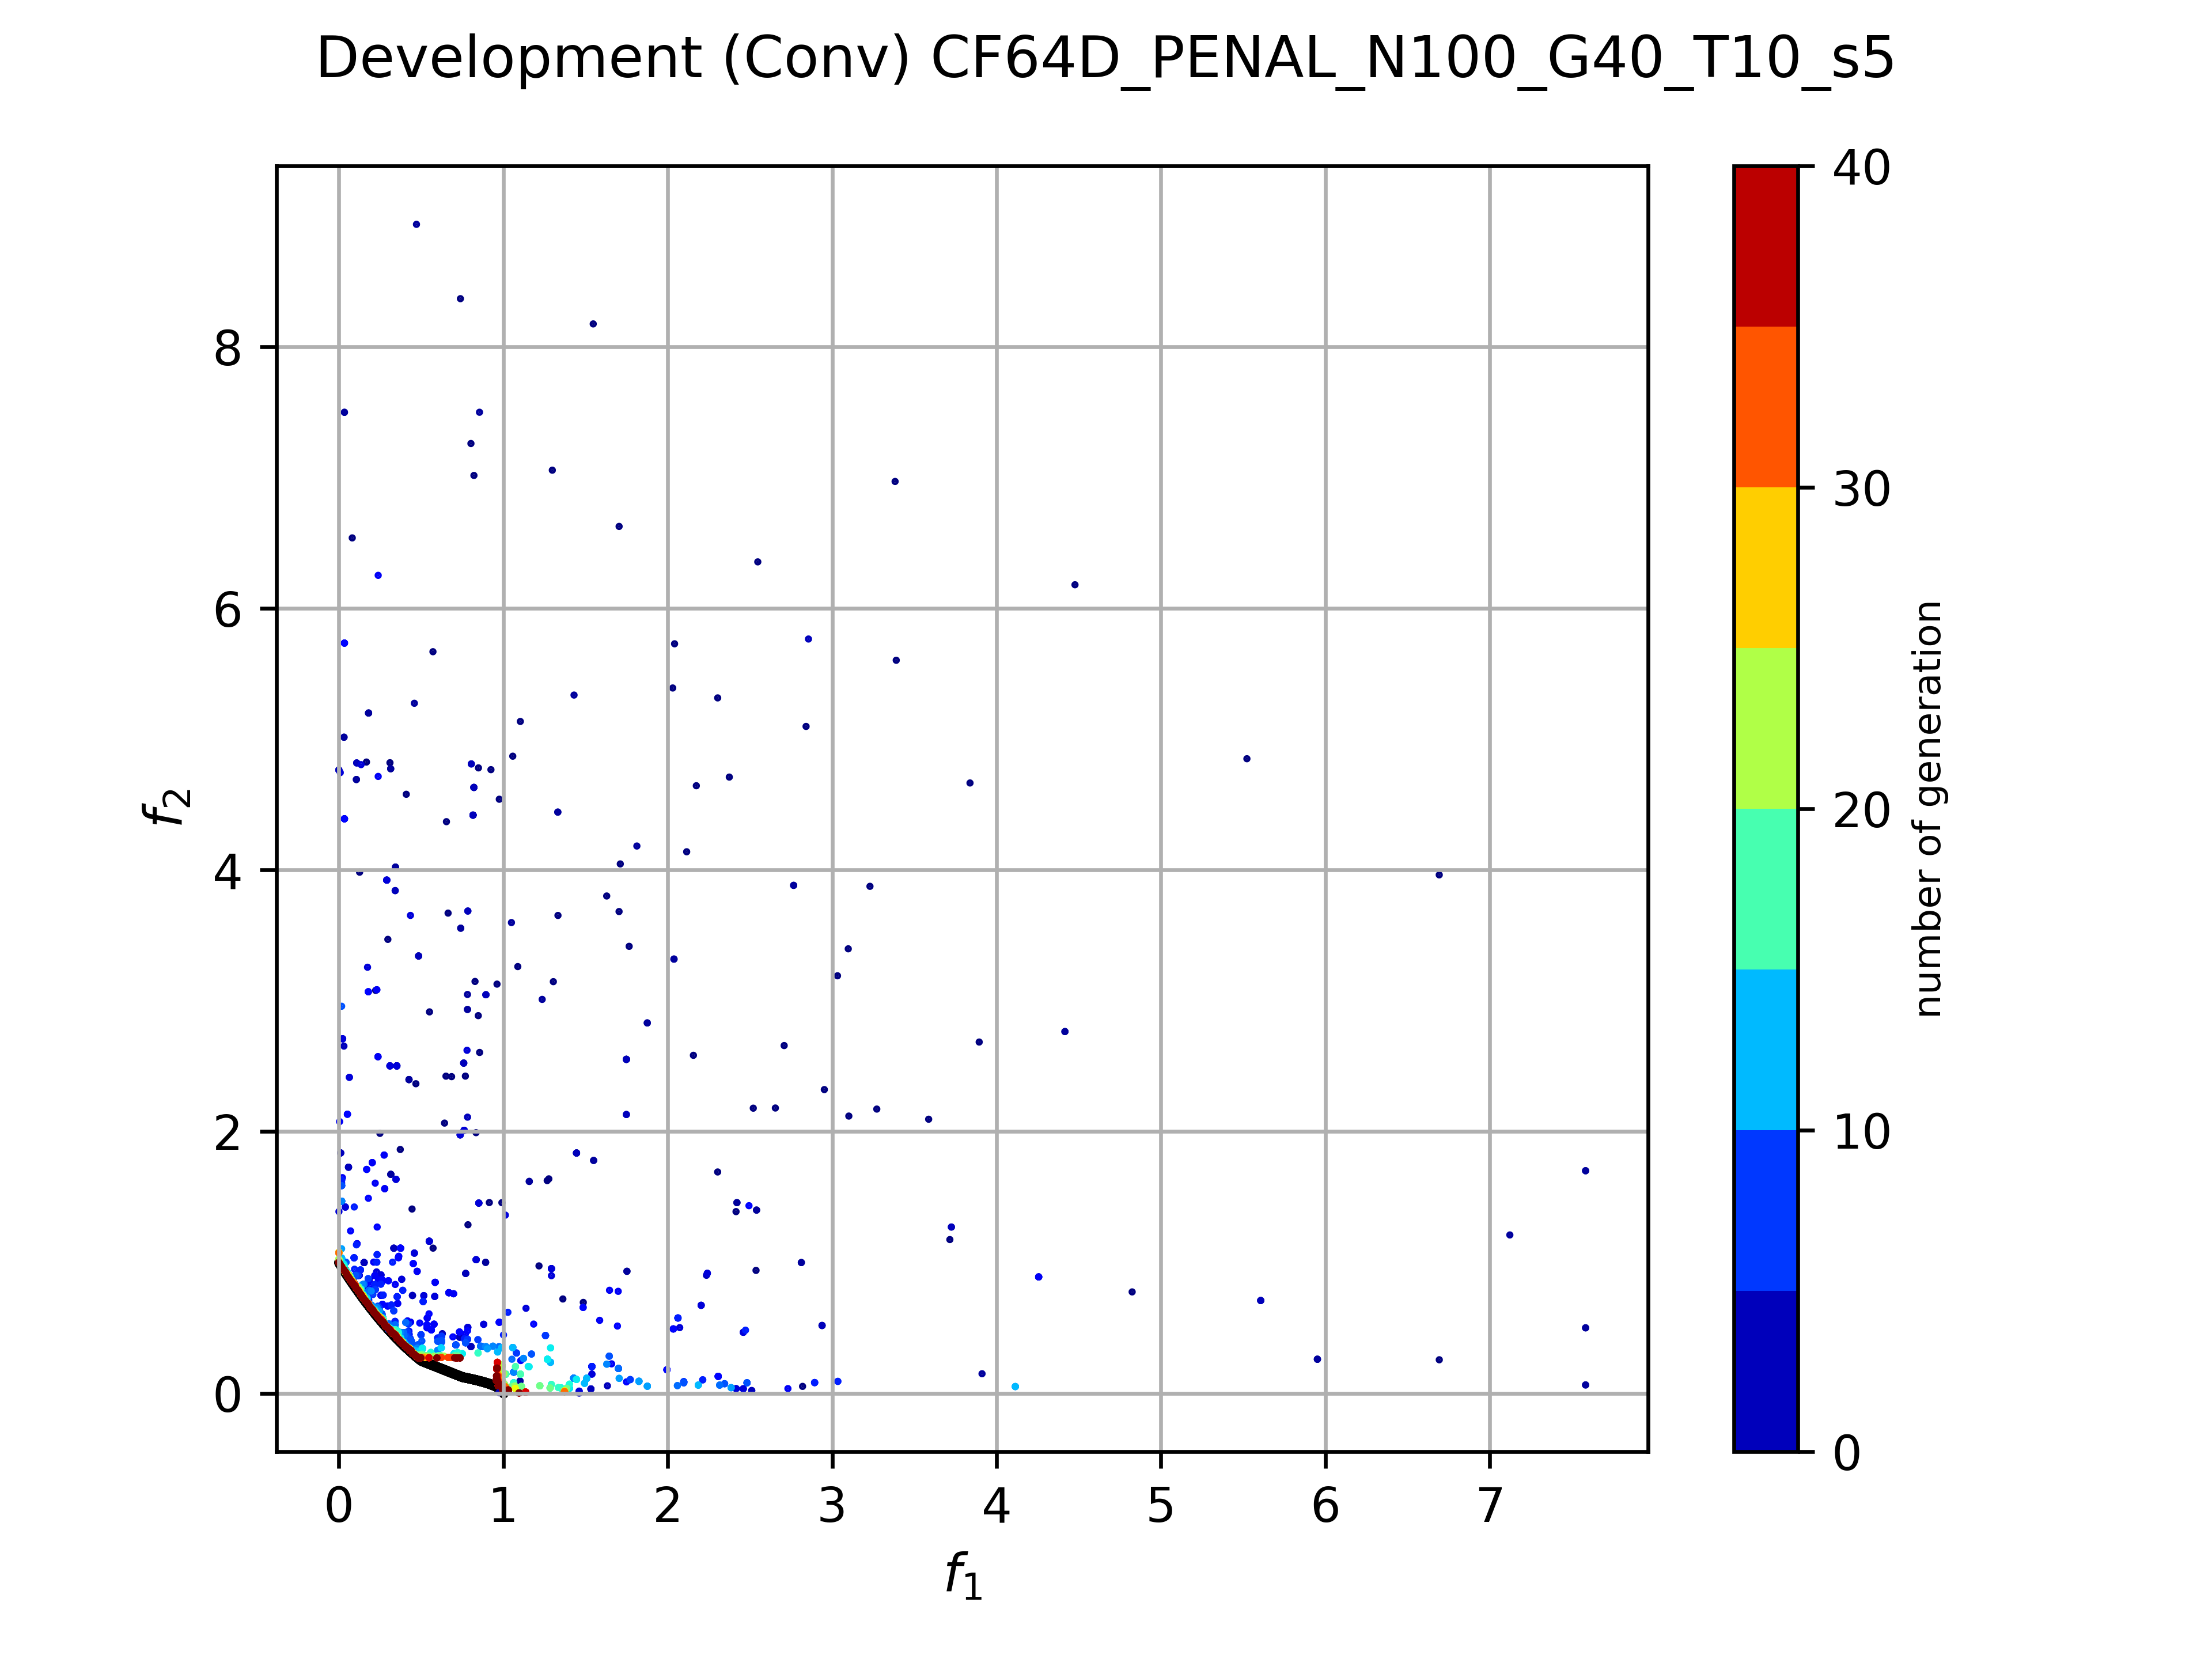 Development (Conv) CF64D_PENAL_N100_G40_T10_s5
8
6
4
2
0
f2
0 1 2 3 4 5 6 7
f1
40
30
20
10
0
number of generation